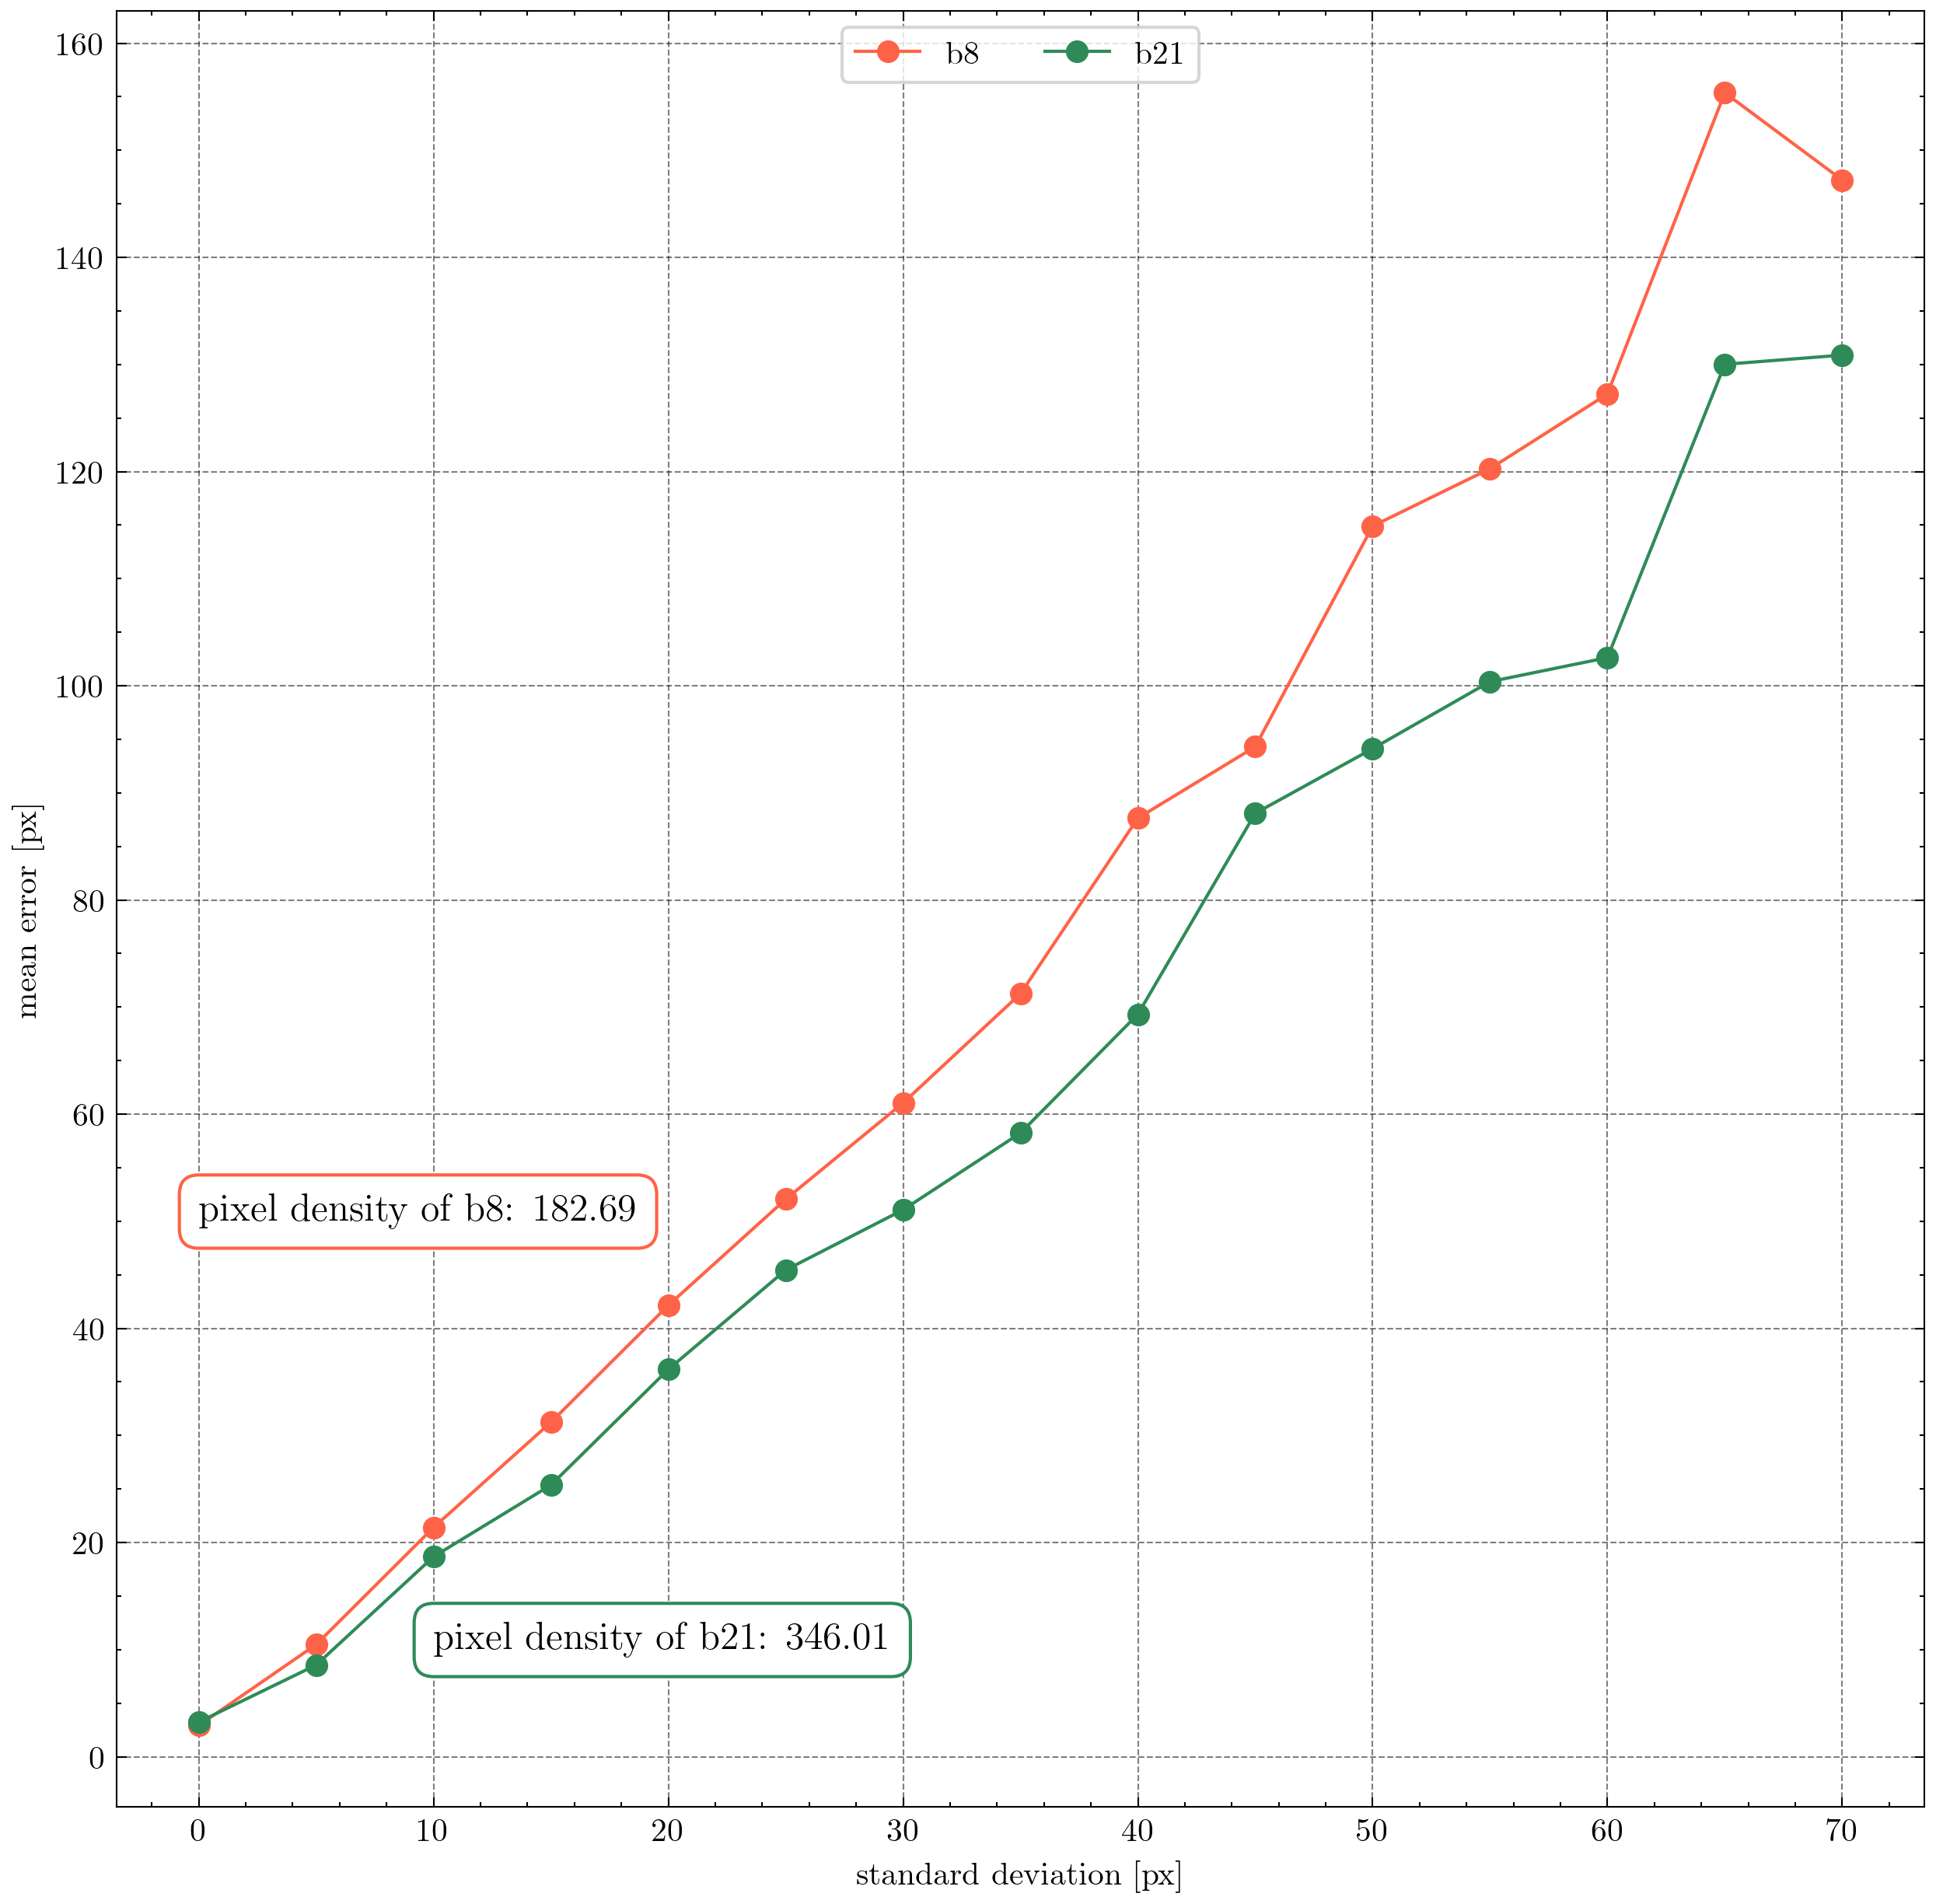 b8 b21
160
140
120
100
80
60
40
20
0
mean error [px]
pixel density of b8: 182.69
pixel density of b21: 346.01
0 10 20 30 40 50 60 70
standard deviation [px]